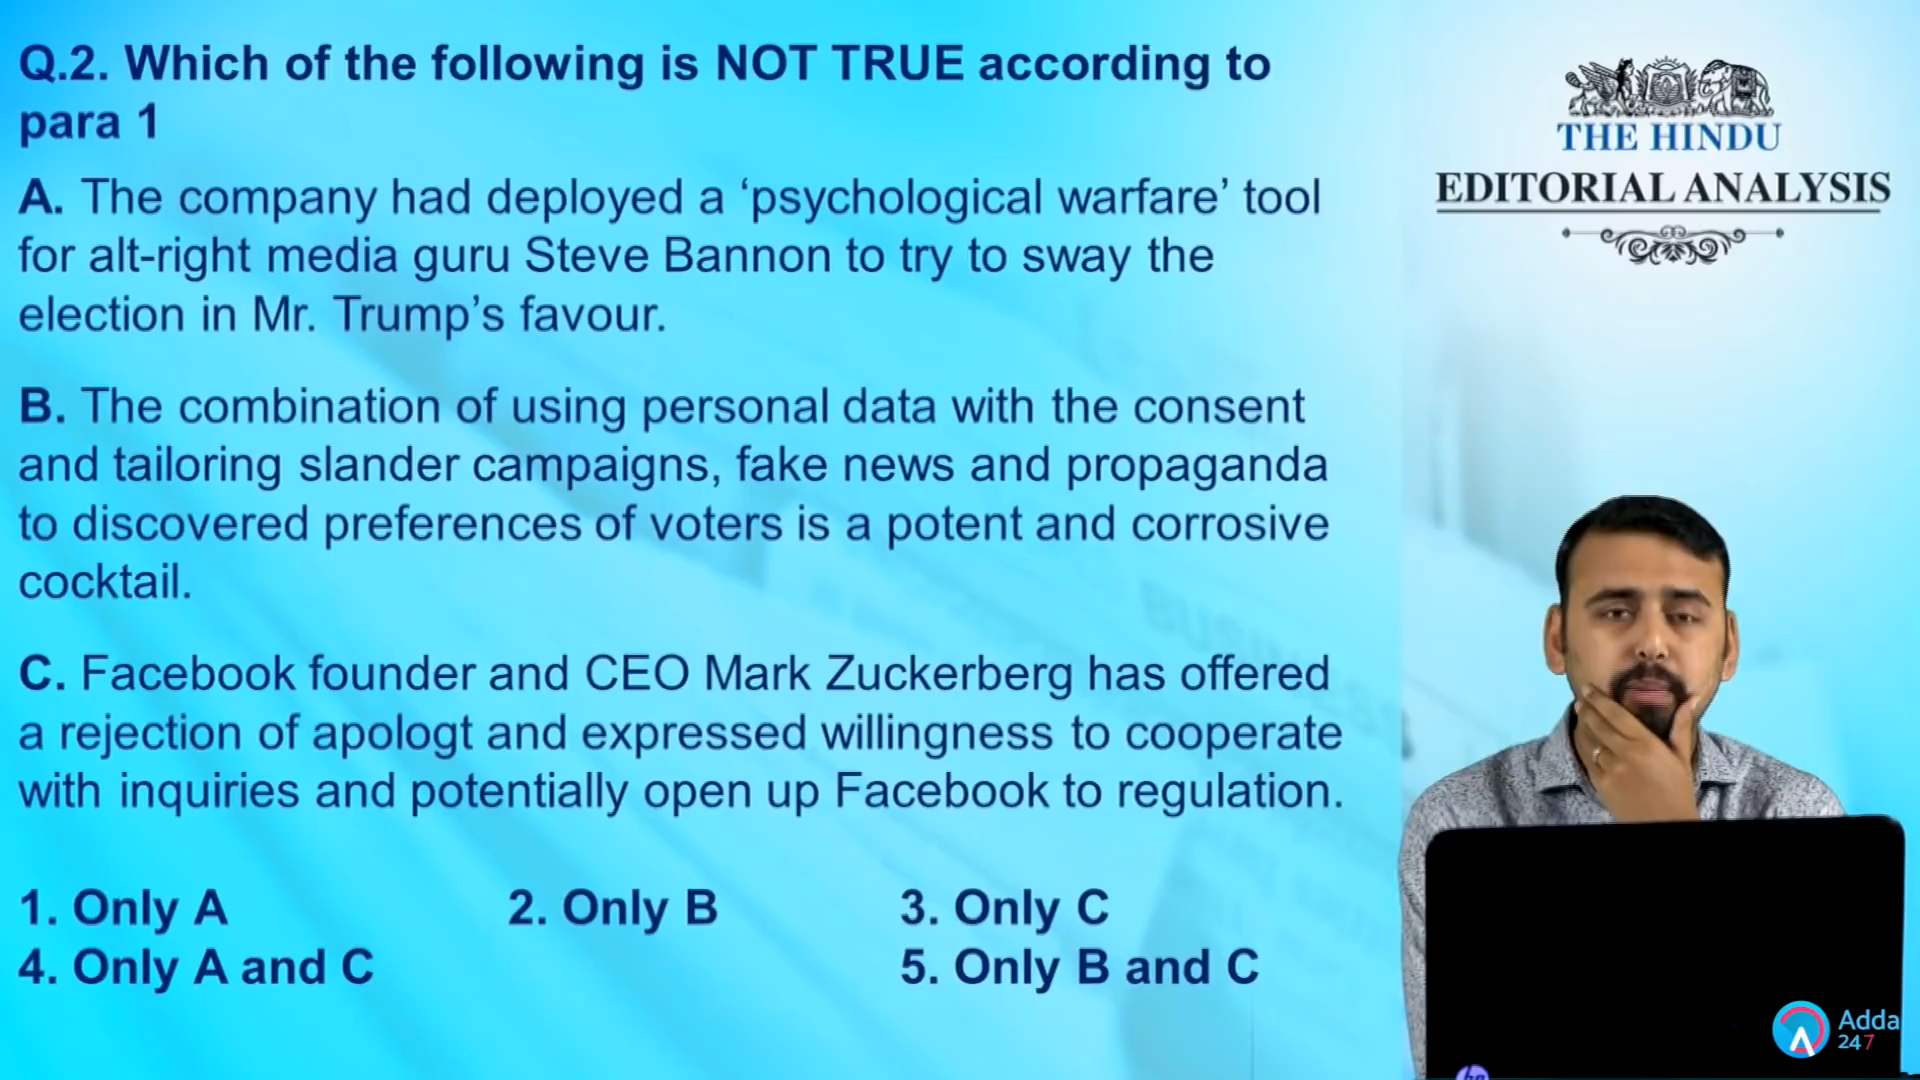 Q.2. Which of the following is NOT TRUE according to
para 1
A. The company had deployed a ‘psychological warfare’ tool
for alt-right media guru Steve Bannon to try to sway the
election in Mr. Trump’s favour.
B. The combination of using personal data with the consent
and tailoring slander campaigns, fake news and propaganda
to discovered preferences of voters is a potent and corrosive
cocktail.
C. Facebook founder and CEO Mark Zuckerberg has offered
a rejection of apologt and expressed willingness to cooperate
with inquiries and potentially open up Facebook to regulation.
1. Only A 2. Only B 3. Only C
4. Only A and C 5. Only B and C
THE HINDU
EDITORIAL ANALYSIS
hp
Adda
247